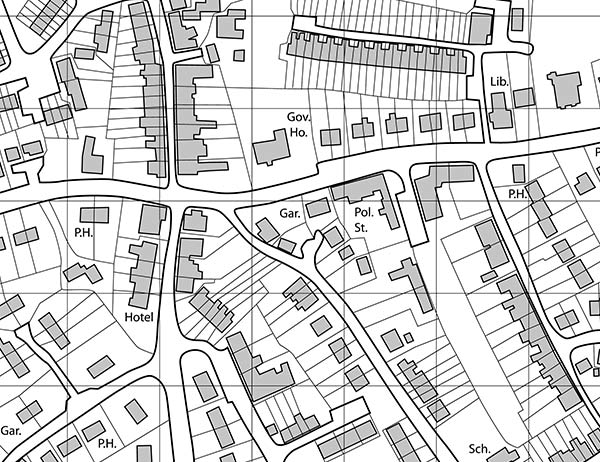 Lib.
Gov.
Ho.
P.H.
Gar.
Pol.
St.
P.H.
Hotel
Gar.
P.H.
Sch.